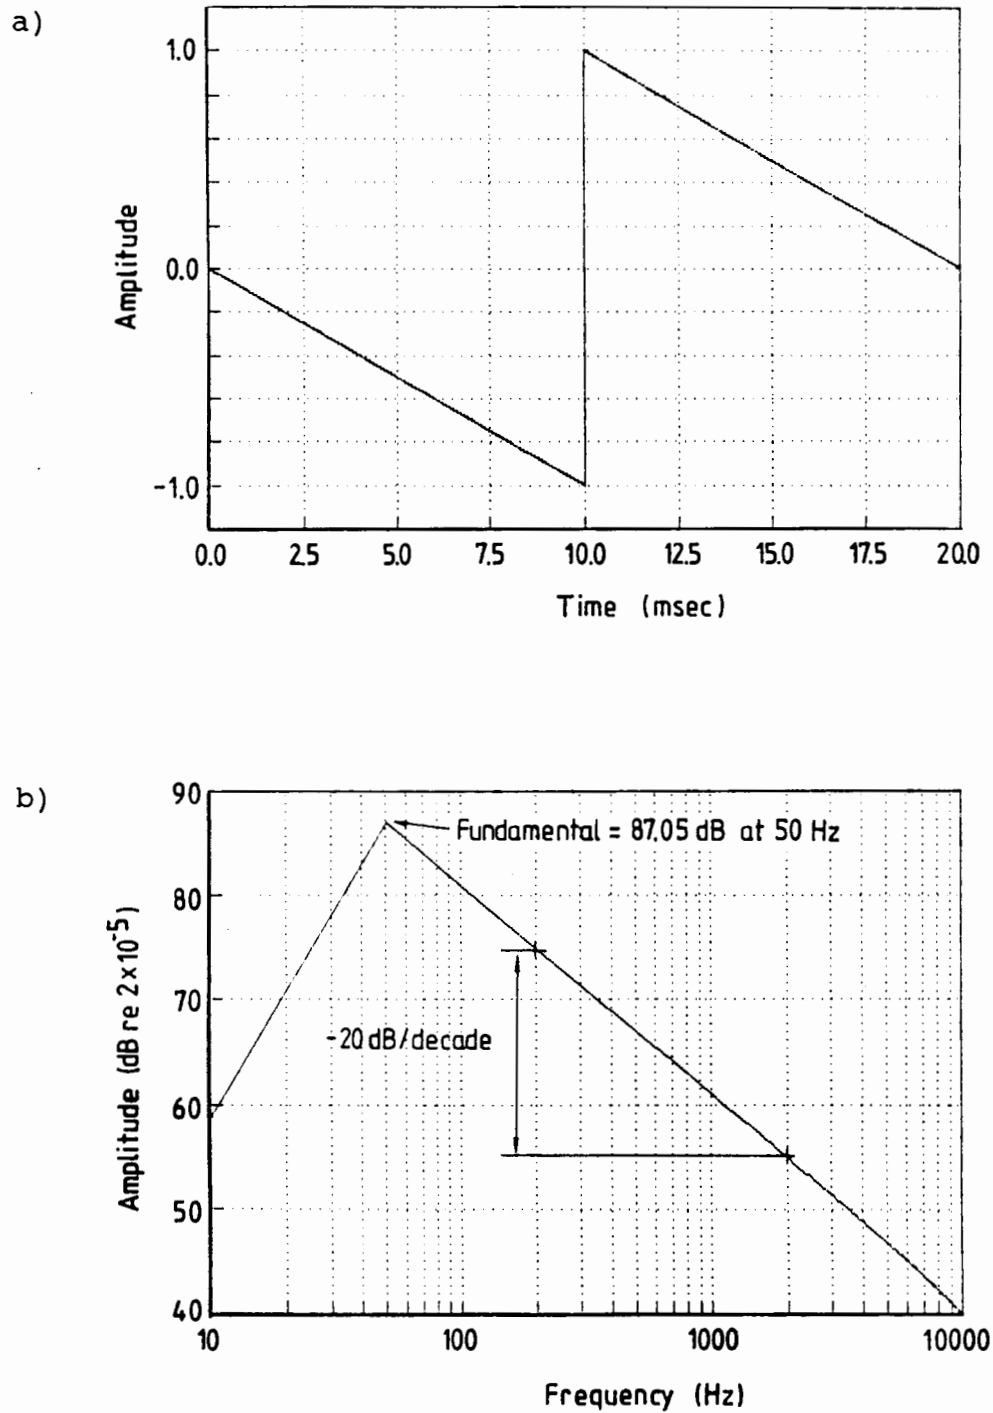 a)
1.0
0.0
-1.0
Amplitude
0.0 2.5 5.0 7.5 10.0 12.5 15.0 17.5 20.0
Time (msec)
b)
90
80
70
60
50
40
Amplitude (dB re 2x10⁻⁵)
Fundamental = 87.05 dB at 50 Hz
-20 dB/decade
10 100 1000 10000
Frequency (Hz)